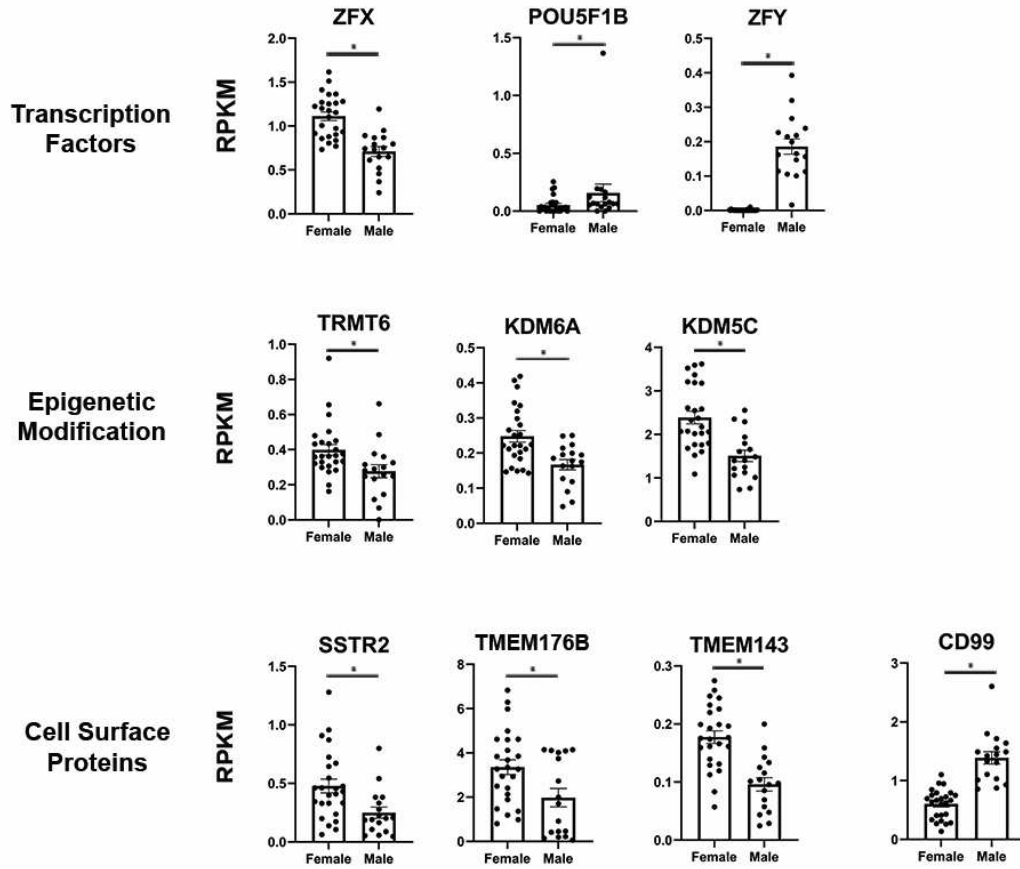 ZFX
POU5F1B
ZFY
Transcription
Factors
RPKM
2.0
1.5
1.0
0.5
0.0
*
Female Male
1.5
1.0
0.5
0.0
*
Female Male
0.5
0.4
0.3
0.2
0.1
0.0
*
Female Male
TRMT6
KDM6A
KDM5C
Epigenetic
Modification
RPKM
1.0
0.8
0.6
0.4
0.2
0.0
*
Female Male
0.5
0.4
0.3
0.2
0.1
0.0
*
Female Male
4
3
2
1
0
*
Female Male
SSTR2
TMEM176B
TMEM143
CD99
Cell Surface
Proteins
RPKM
1.5
1.0
0.5
0.0
*
Female Male
8
6
4
2
0
*
Female Male
0.3
0.2
0.1
0.0
*
Female Male
3
2
1
0
*
Female Male